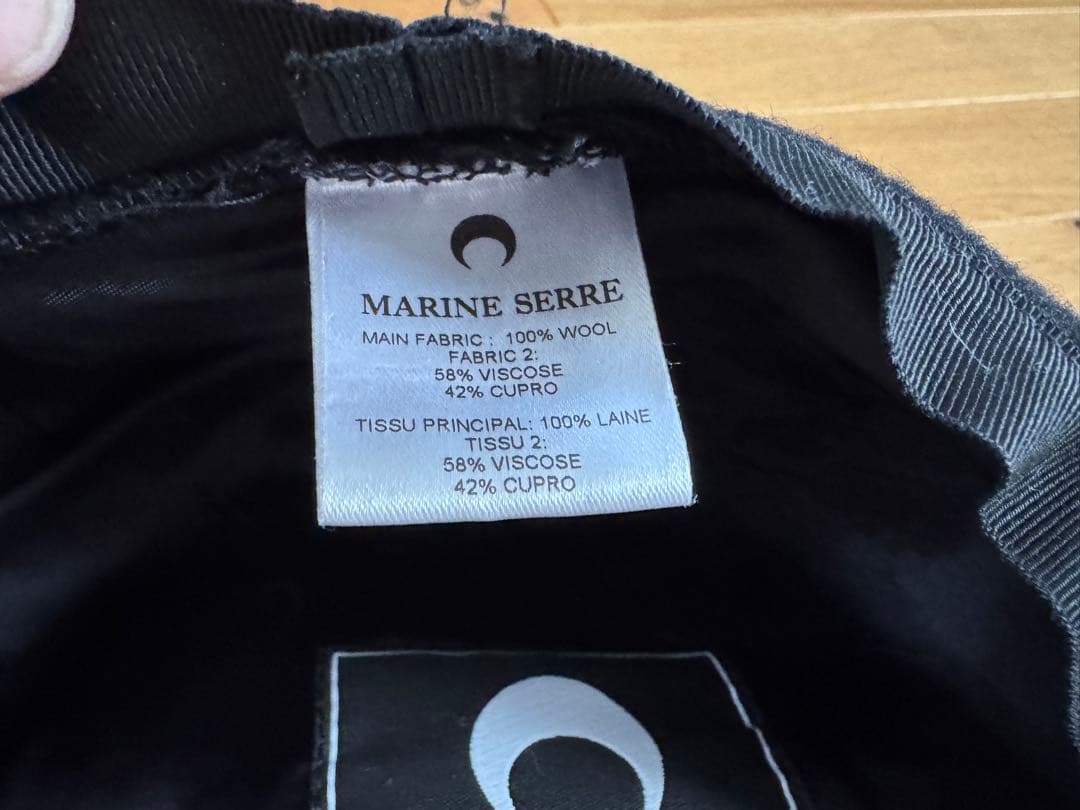 MARINE SERRE
MAIN FABRIC : 100% WOOL
FABRIC 2:
58% VISCOSE
42% CUPRO
TISSU PRINCIPAL: 100% LAINE
TISSU 2:
58% VISCOSE
42% CUPRO